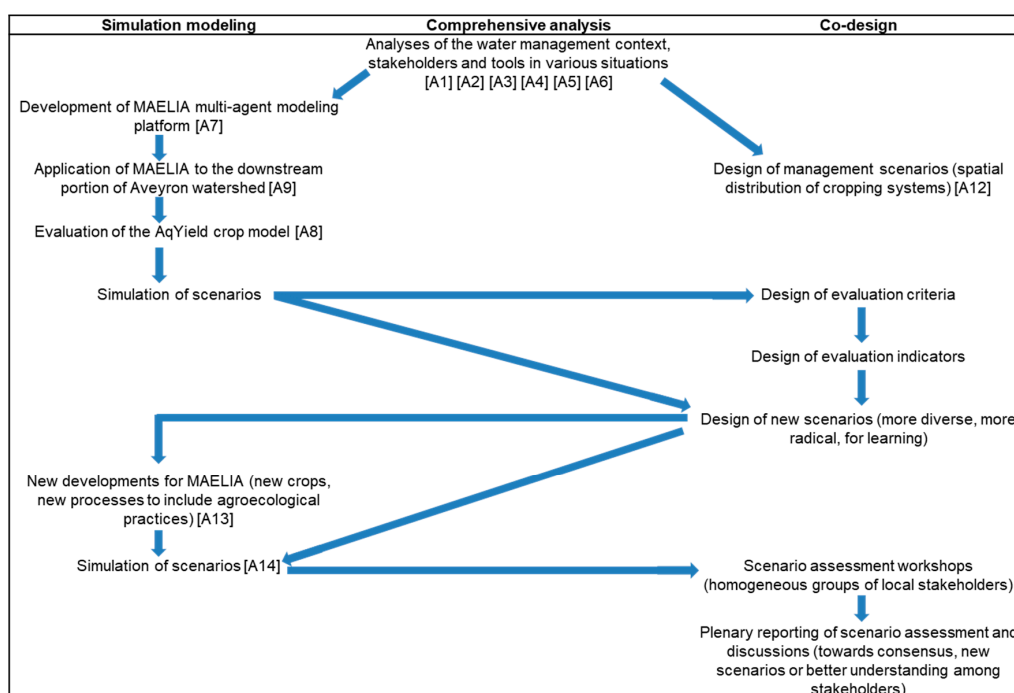 Simulation modeling
Comprehensive analysis
Co-design
Analyses of the water management context,
stakeholders and tools in various situations
[A1] [A2] [A3] [A4] [A5] [A6]
Development of MAELIA multi-agent modeling
platform [A7]
Application of MAELIA to the downstream
portion of Aveyron watershed [A9]
Design of management scenarios (spatial
distribution of cropping systems) [A12]
Evaluation of the AqYield crop model [A8]
Simulation of scenarios
Design of evaluation criteria
Design of evaluation indicators
Design of new scenarios (more diverse, more
radical, for learning)
New developments for MAELIA (new crops,
new processes to include agroecological
practices) [A13]
Simulation of scenarios [A14]
Scenario assessment workshops
(homogeneous groups of local stakeholders)
Plenary reporting of scenario assessment and
discussions (towards consensus, new
scenarios or better understanding among
stakeholders)